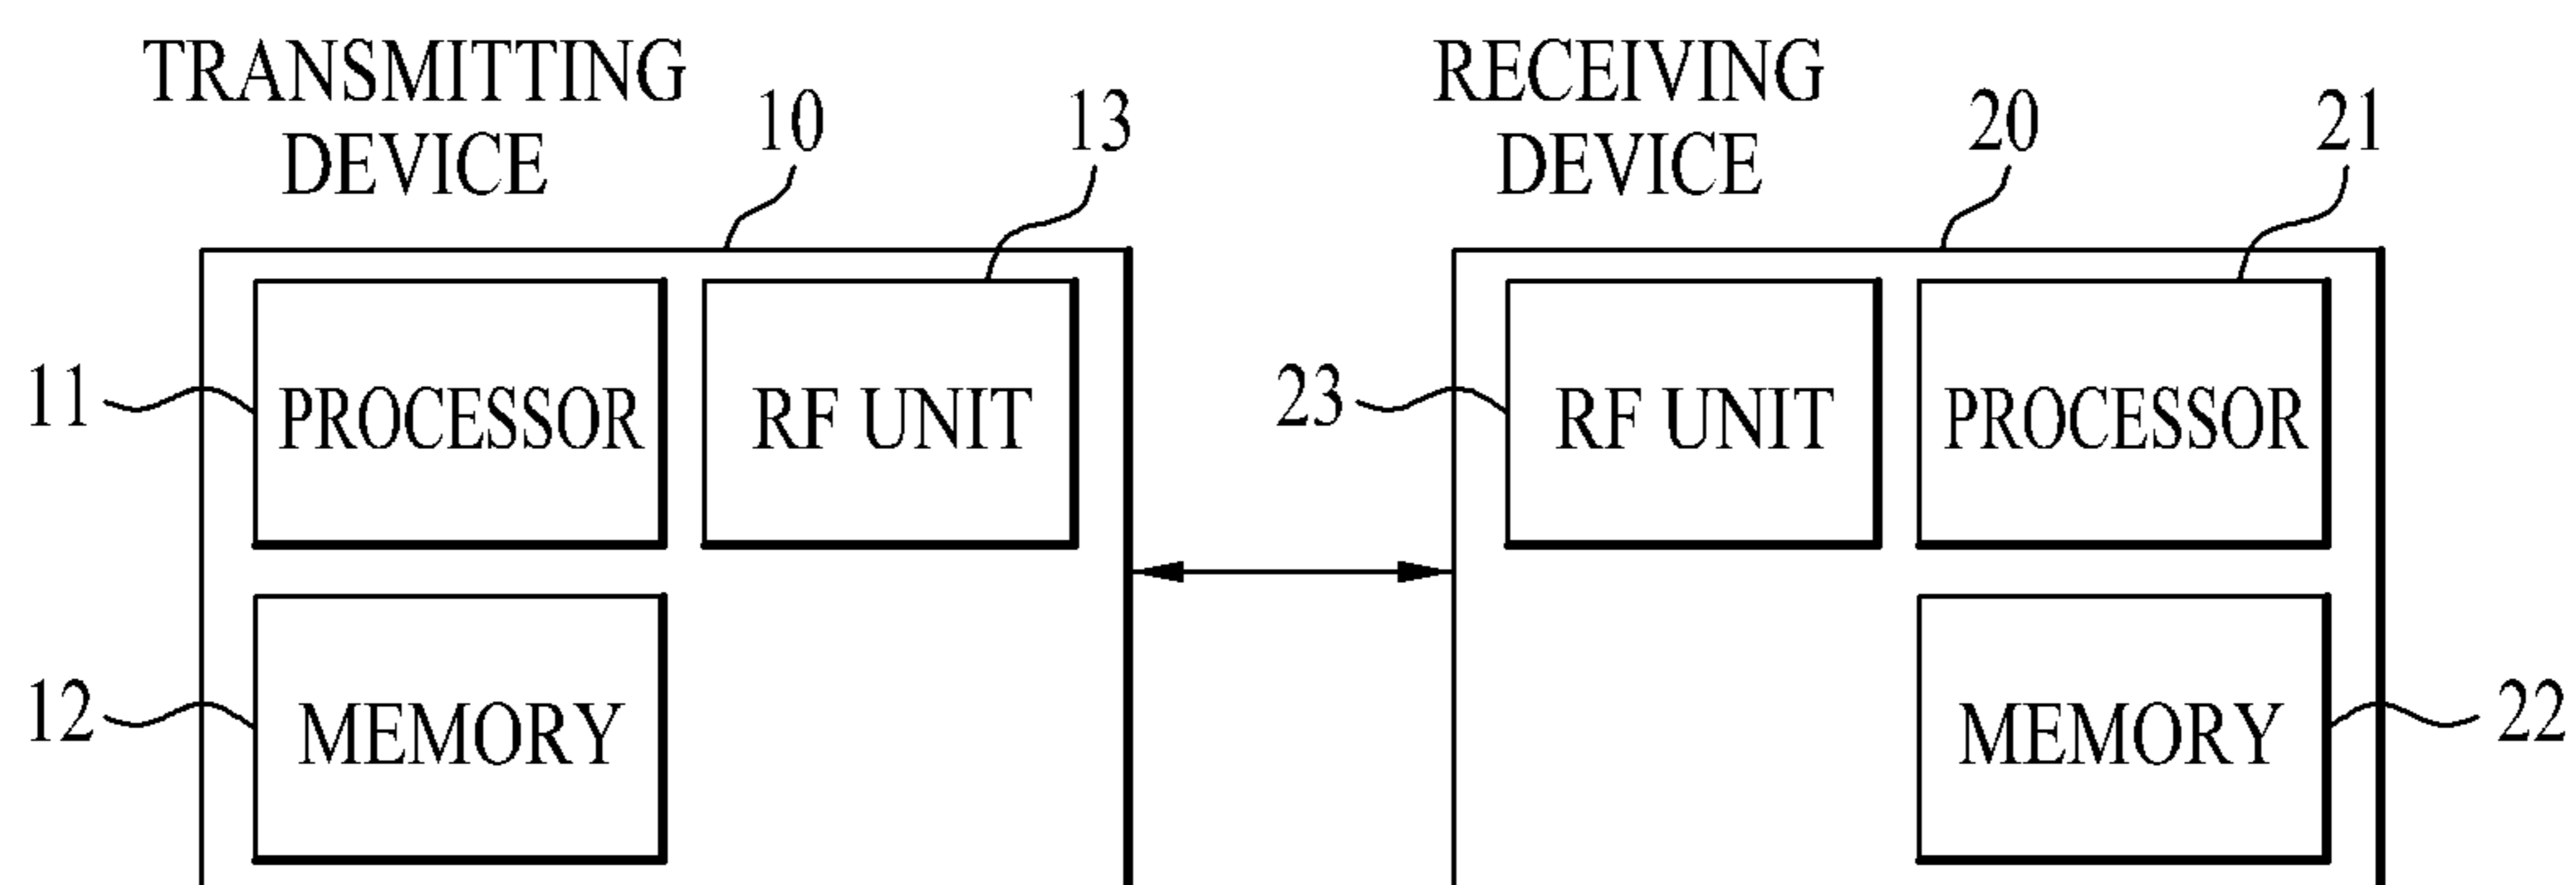 TRANSMITTING
DEVICE
10
13
RECEIVING
DEVICE
20
21
11
PROCESSOR
RF UNIT
23
RF UNIT
PROCESSOR
12
MEMORY
MEMORY
22